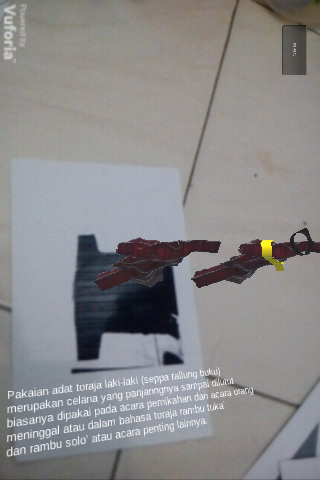 Powered by
Vuforia™
Pakaian adat toraja laki-laki (seppa tallung buku)
merupakan celana yang panjangnya sampai dilutut
biasanya dipakai pada acara pernikahan dan acara orang
meninggal atau dalam bahasa toraja rambu tuka'
dan rambu solo' atau acara penting lainnya.